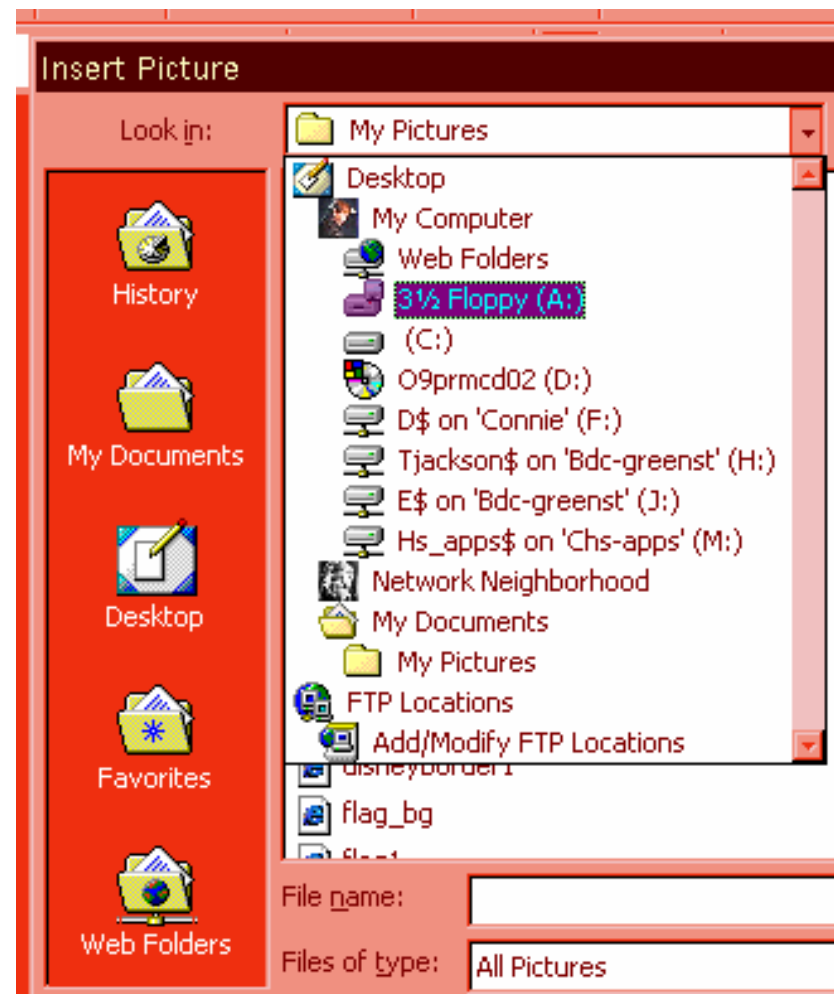 Insert Picture
Look in:
My Pictures
Desktop
My Computer
Web Folders
3½ Floppy (A:)
(C:)
O9prmcd02 (D:)
D$ on 'Connie' (F:)
Tjackson$ on 'Bdc-greenst' (H:)
E$ on 'Bdc-greenst' (J:)
Hs_apps$ on 'Chs-apps' (M:)
Network Neighborhood
My Documents
My Pictures
FTP Locations
Add/Modify FTP Locations
disneyborder1
flag_bg
History
My Documents
Desktop
Favorites
Web Folders
File name:
Files of type:
All Pictures